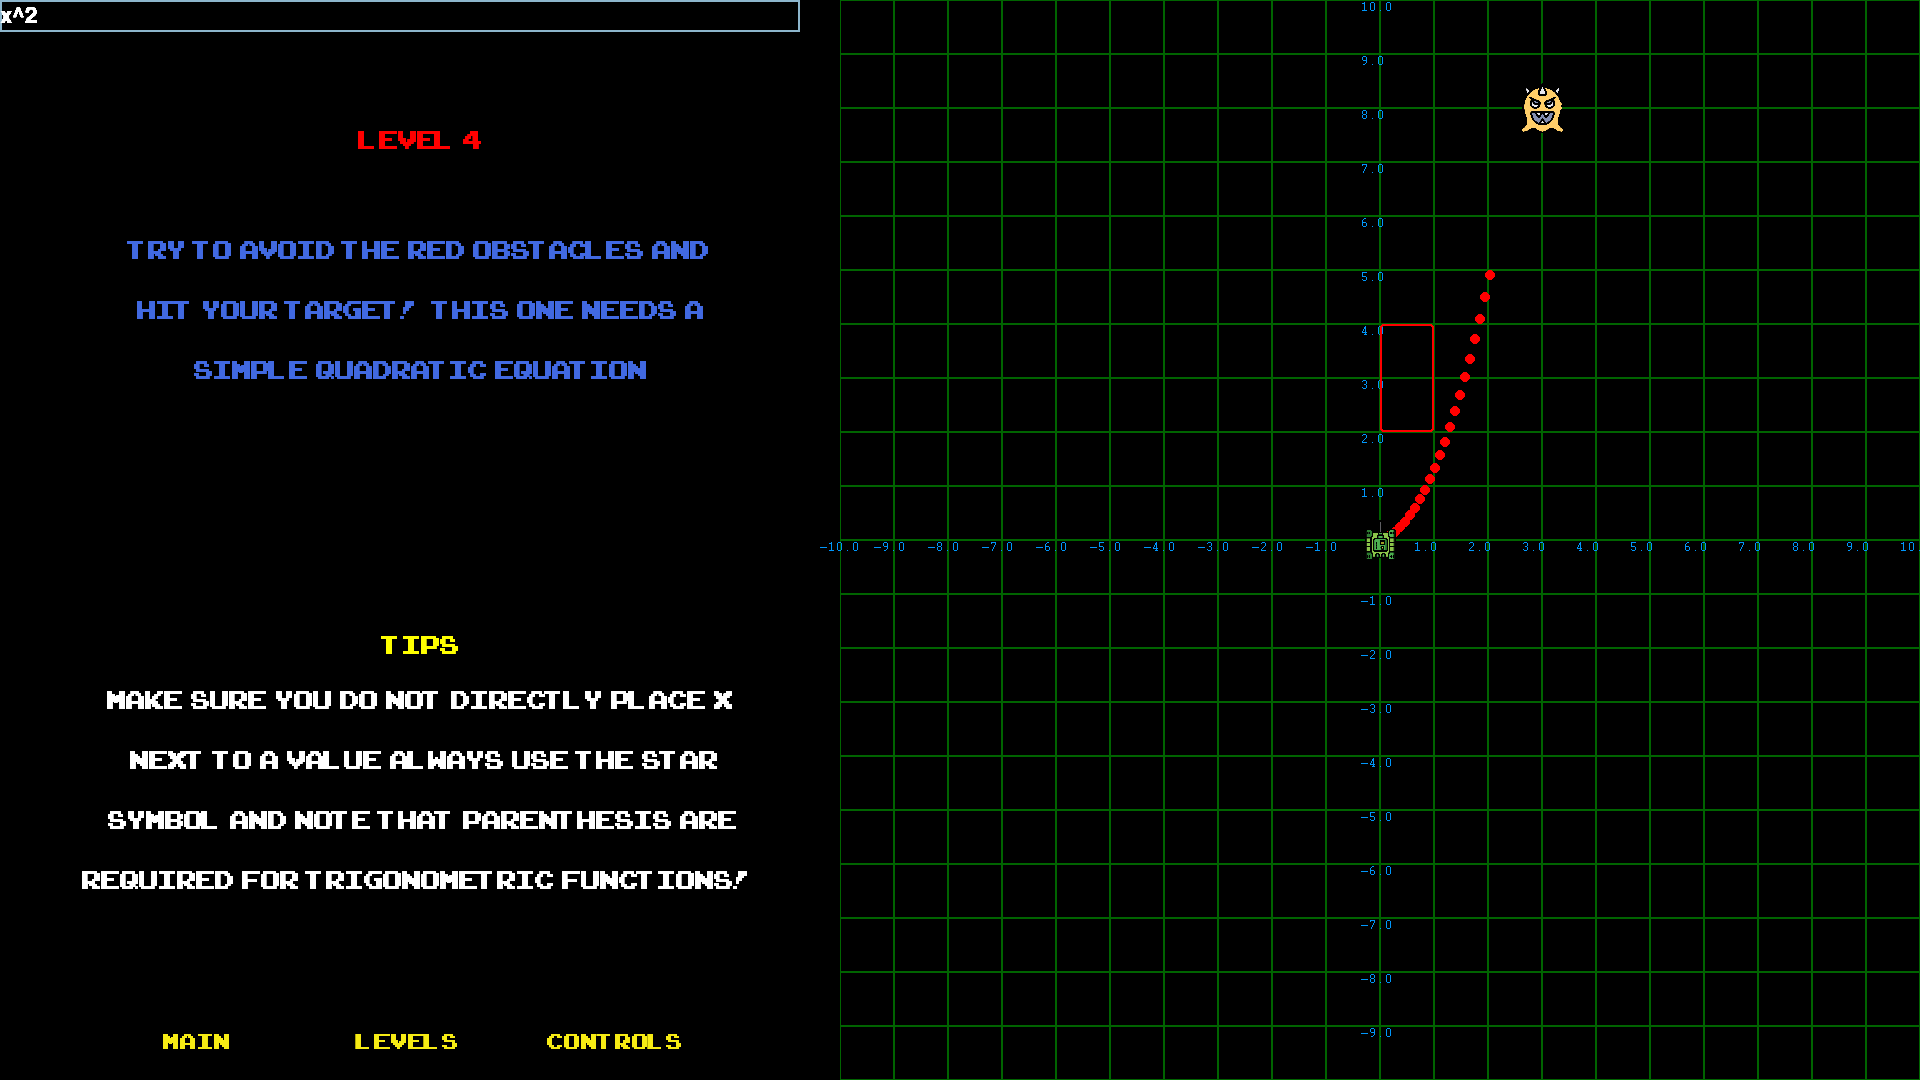 x^2
LEVEL 4
TRY TO AVOID THE RED OBSTACLES AND
HIT YOUR TARGET! THIS ONE NEEDS A
SIMPLE QUADRATIC EQUATION
TIPS
MAKE SURE YOU DO NOT DIRECTLY PLACE X
NEXT TO A VALUE ALWAYS USE THE STAR
SYMBOL AND NOTE THAT PARENTHESIS ARE
REQUIRED FOR TRIGONOMETRIC FUNCTIONS!
MAIN LEVELS CONTROLS
10.0
9.0
8.0
7.0
6.0
5.0
4.0
3.0
2.0
1.0
-10.0 -9.0 -8.0 -7.0 -6.0 -5.0 -4.0 -3.0 -2.0 -1.0 1.0 2.0 3.0 4.0 5.0 6.0 7.0 8.0 9.0 10.
-1.0
-2.0
-3.0
-4.0
-5.0
-6.0
-7.0
-8.0
-9.0